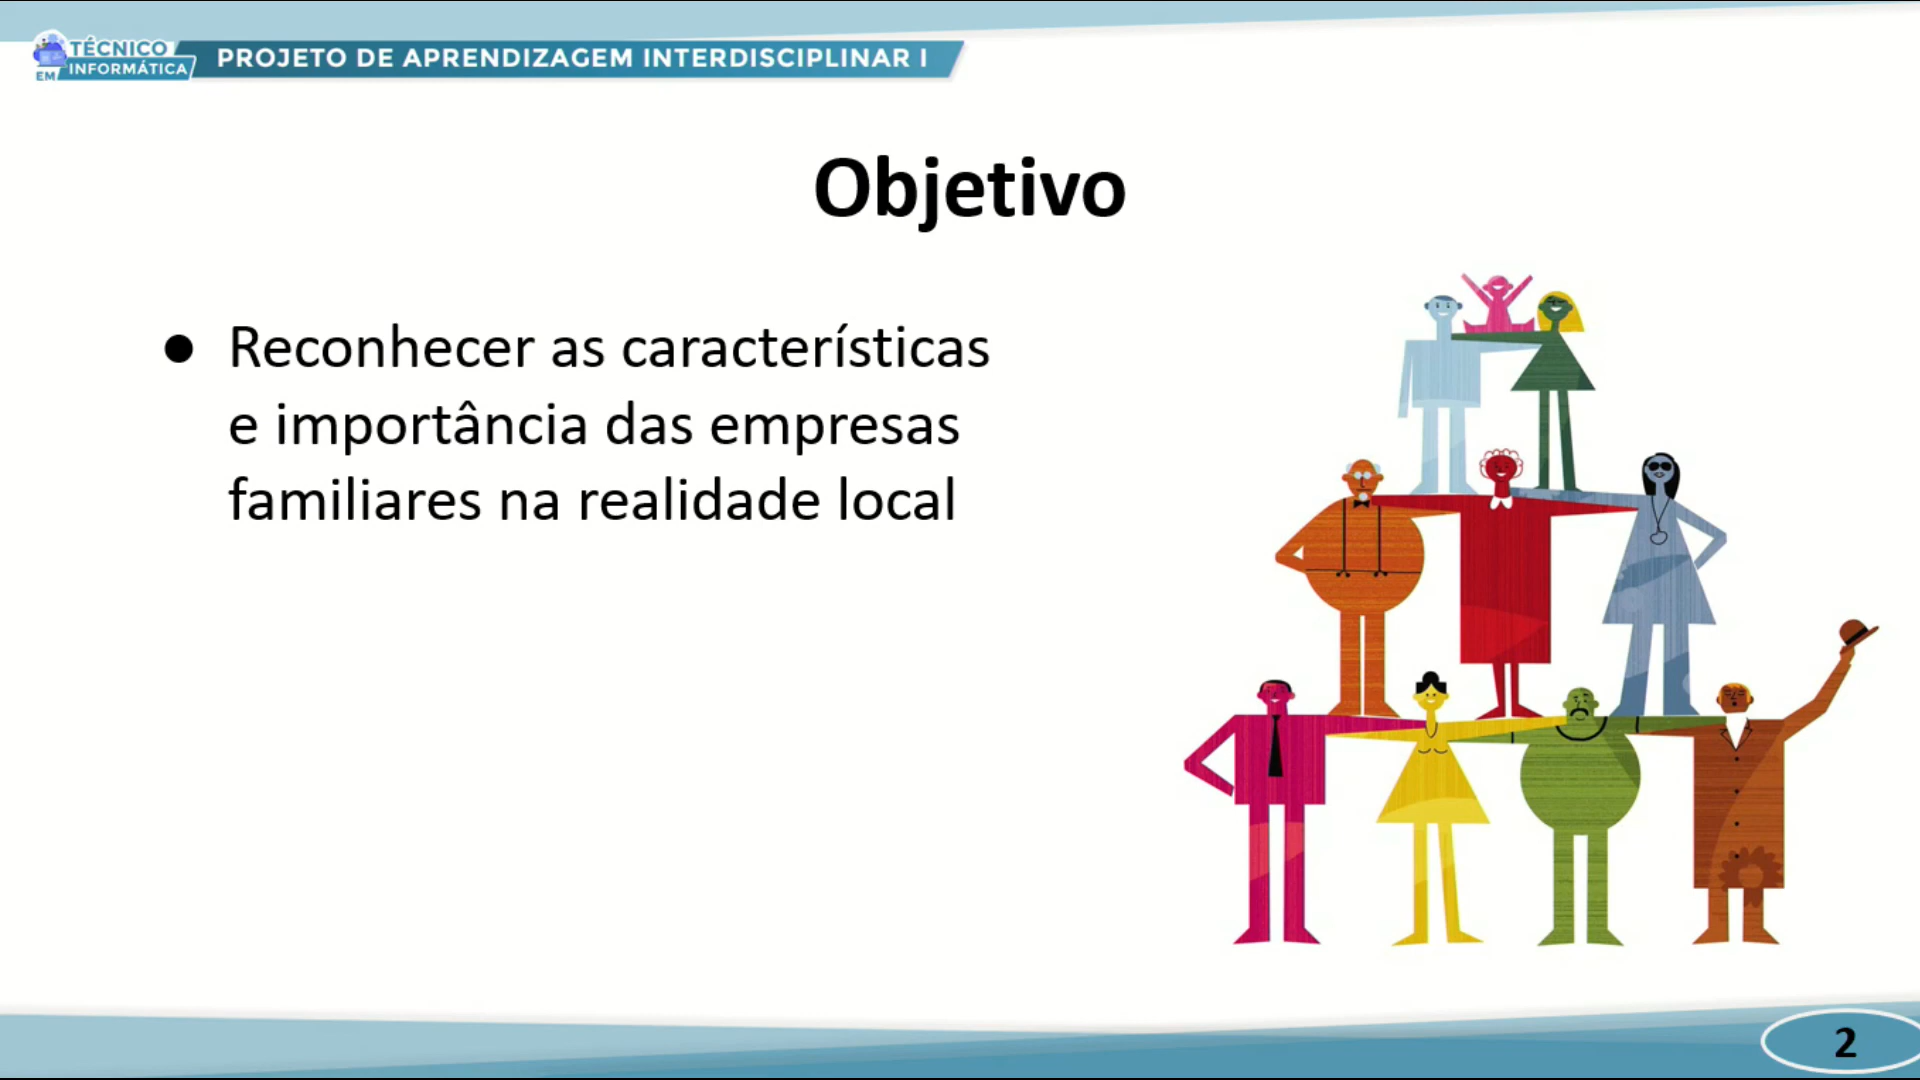 TÉCNICO
EM INFORMÁTICA
PROJETO DE APRENDIZAGEM INTERDISCIPLINAR I
Objetivo
● Reconhecer as características
e importância das empresas
familiares na realidade local
2